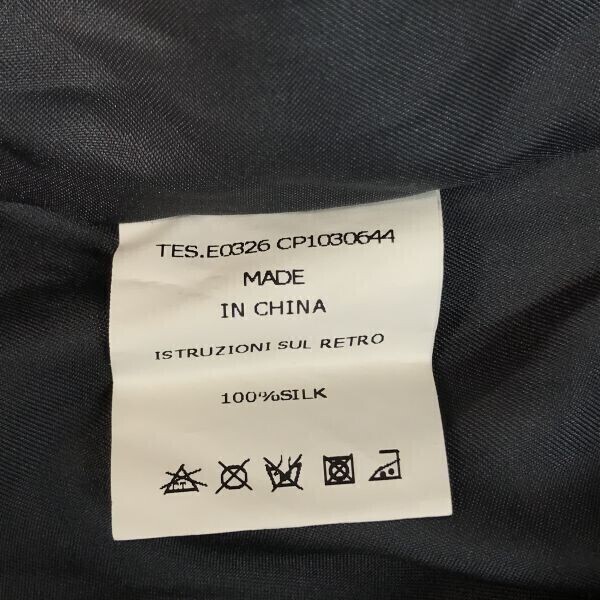 TES.E0326 CP1030644
MADE
IN CHINA
ISTRUZIONI SUL RETRO
100%SILK